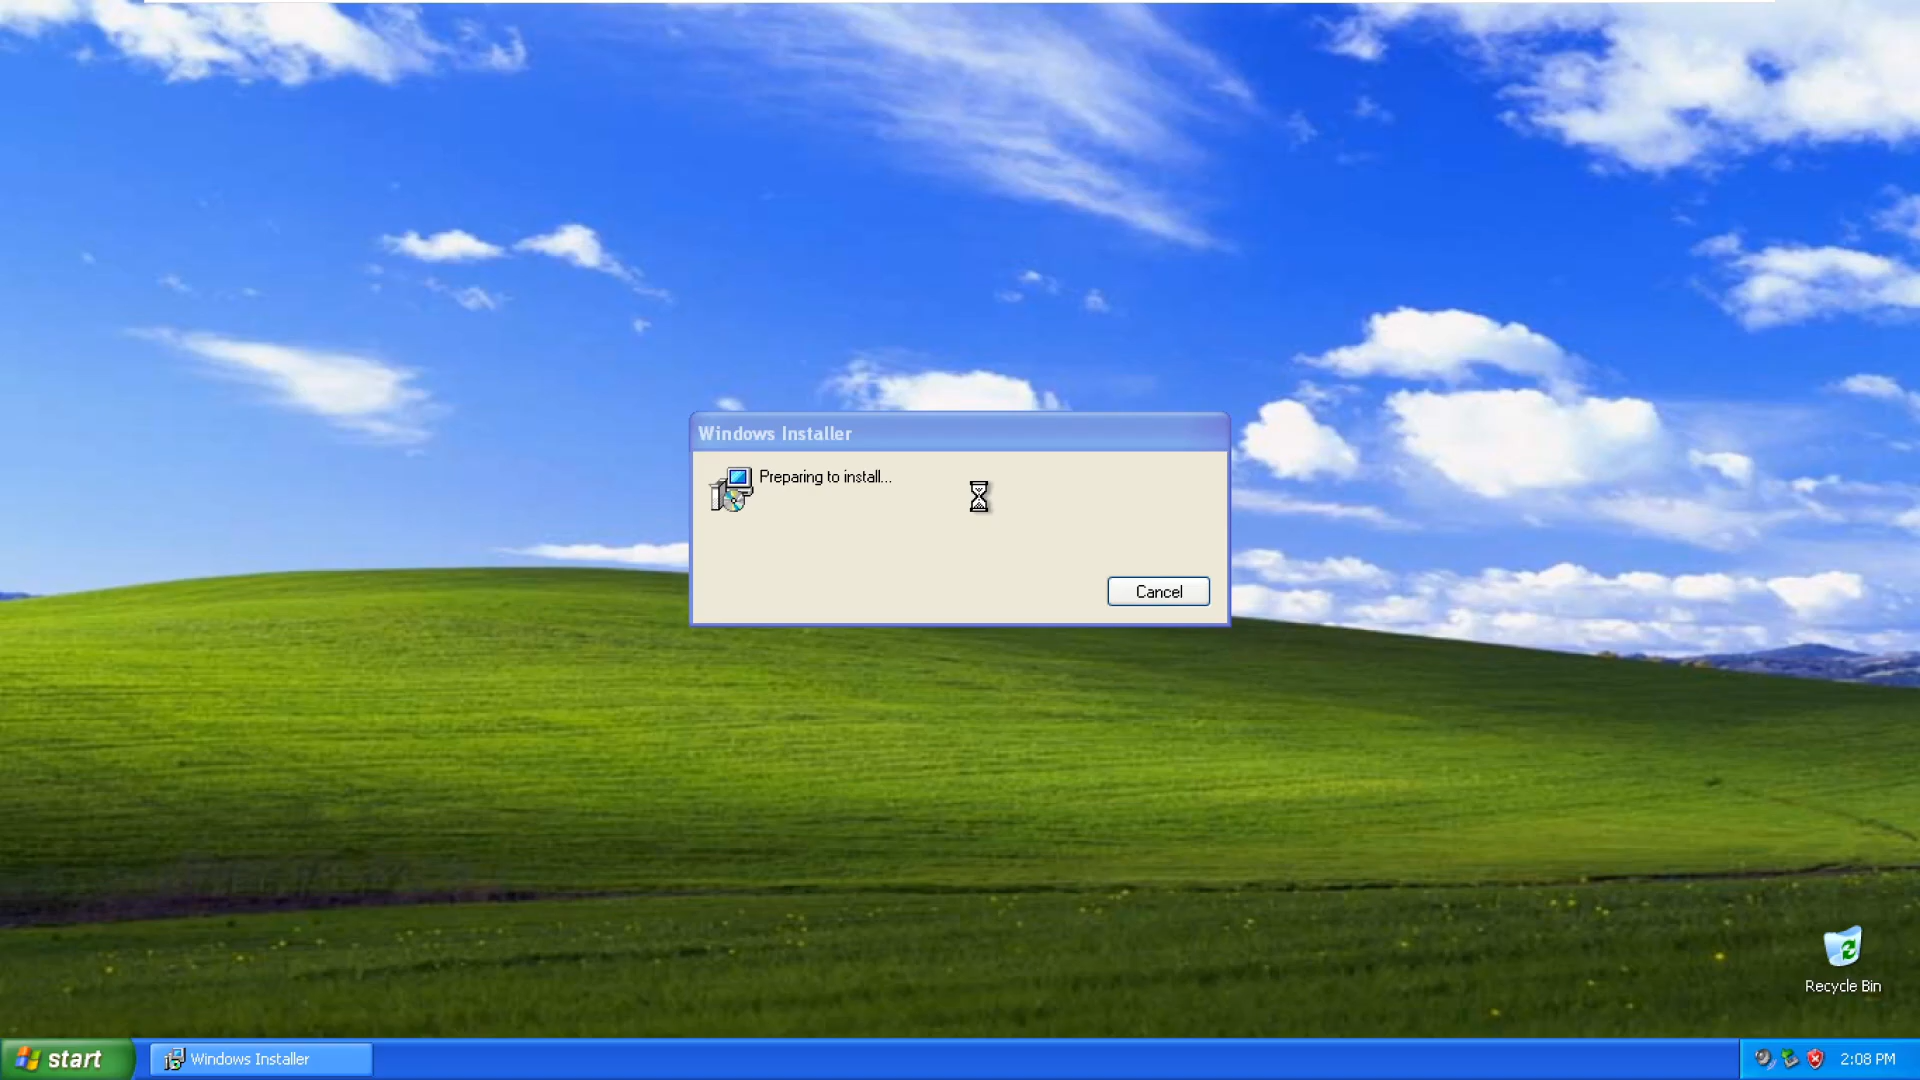 Windows Installer
Preparing to install...
Cancel
Recycle Bin
start
Windows Installer
2:08 PM